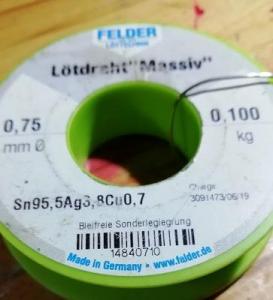 FELDER
LÖTTECHNIK
Lötdraht "Massiv"
0,75
mm Ø
0,100
kg
Sn95,5Ag3,8Cu0,7
Charge
3091473/06/19
Bleifreie Sonderlegierung
14840710
Made in Germany • www.felder.de